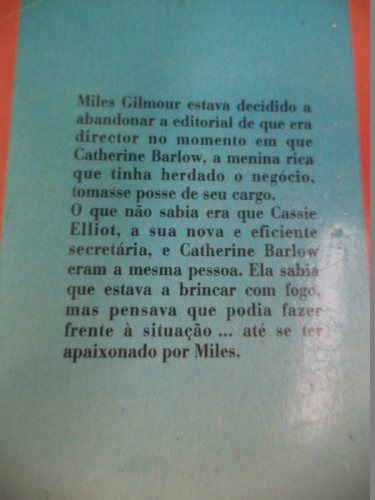 Miles Gilmour estava decidido a
abandonar a editorial de que era
director no momento em que
Catherine Barlow, a menina rica
que tinha herdado o negócio,
tomasse posse de seu cargo.
O que não sabia era que Cassie
Elliot, a sua nova e eficiente
secretária, e Catherine Barlow
eram a mesma pessoa. Ela sabia
que estava a brincar com fogo,
mas pensava que podia fazer
frente à situação ... até se ter
apaixonado por Miles.